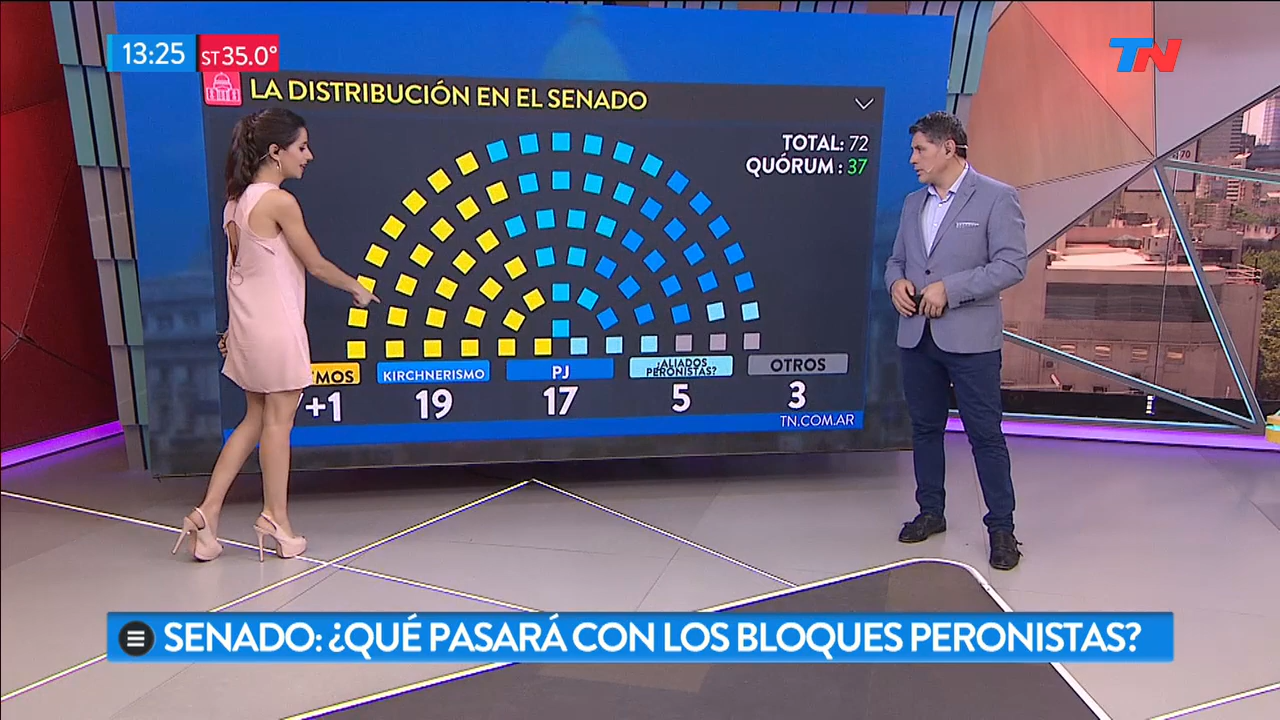 13:25
ST 35.0°
TN
LA DISTRIBUCIÓN EN EL SENADO
TOTAL: 72
QUÓRUM : 37
KIRCHNERISMO
PJ
¿ALIADOS
PERONISTAS?
OTROS
+1
19
17
5
3
TN.COM.AR
70
SENADO: ¿QUÉ PASARÁ CON LOS BLOQUES PERONISTAS?